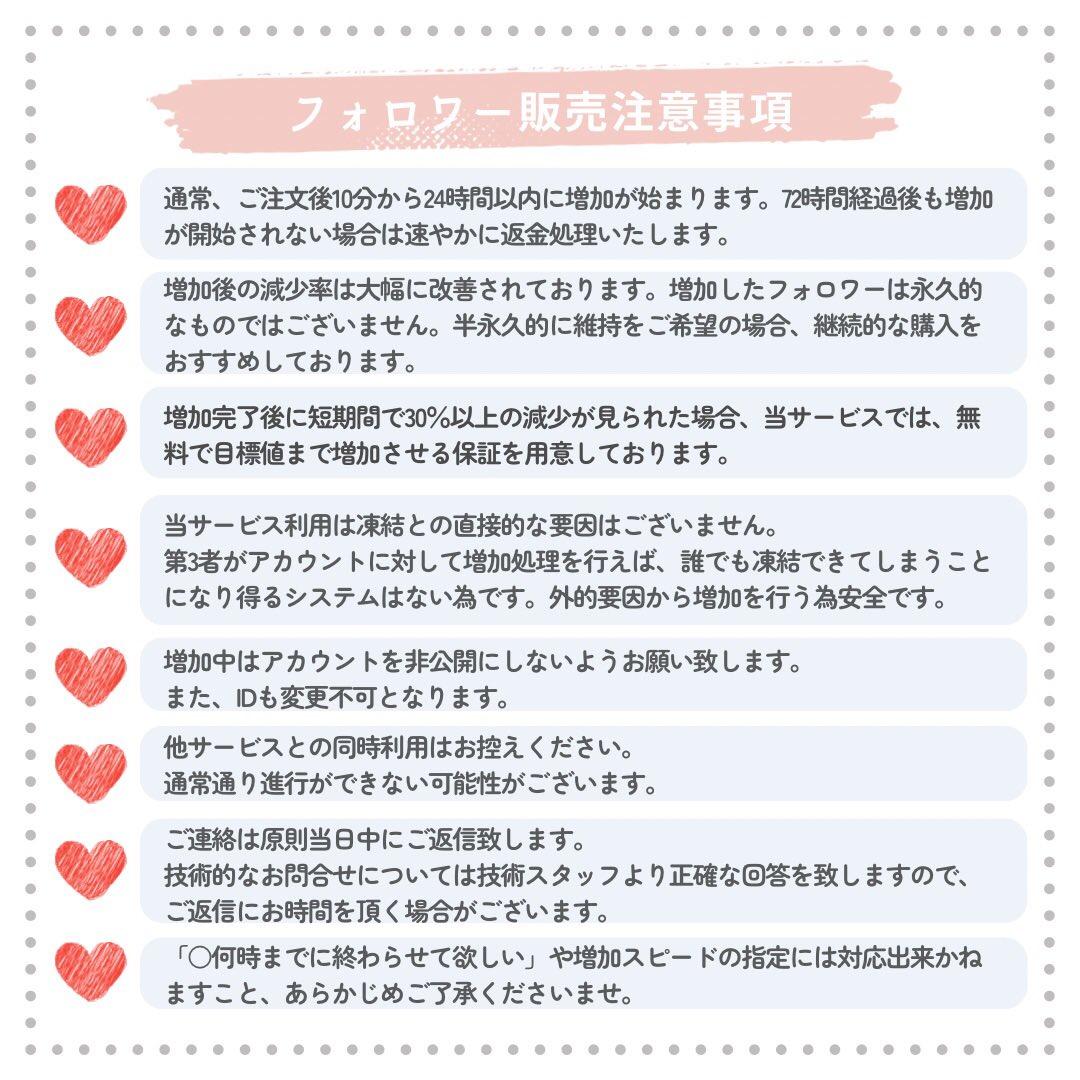 フォロワー販売注意事項
通常、ご注文後10分から24時間以内に増加が始まります。72時間経過後も増加
が開始されない場合は速やかに返金処理いたします。
増加後の減少率は大幅に改善されております。増加したフォロワーは永久的
なものではございません。半永久的に維持をご希望の場合、継続的な購入を
おすすめしております。
増加完了後に短期間で30%以上の減少が見られた場合、当サービスでは、無
料で目標値まで増加させる保証を用意しております。
当サービス利用は凍結との直接的な要因はございません。
第3者がアカウントに対して増加処理を行えば、誰でも凍結できてしまうこと
になり得るシステムはない為です。外的要因から増加を行う為安全です。
増加中はアカウントを非公開にしないようお願い致します。
また、IDも変更不可となります。
他サービスとの同時利用はお控えください。
通常通り進行ができない可能性がございます。
ご連絡は原則当日中にご返信致します。
技術的なお問合せについては技術スタッフより正確な回答を致しますので、
ご返信にお時間を頂く場合がございます。
「◯何時までに終わらせて欲しい」や増加スピードの指定には対応出来かね
ますこと、あらかじめご了承くださいませ。